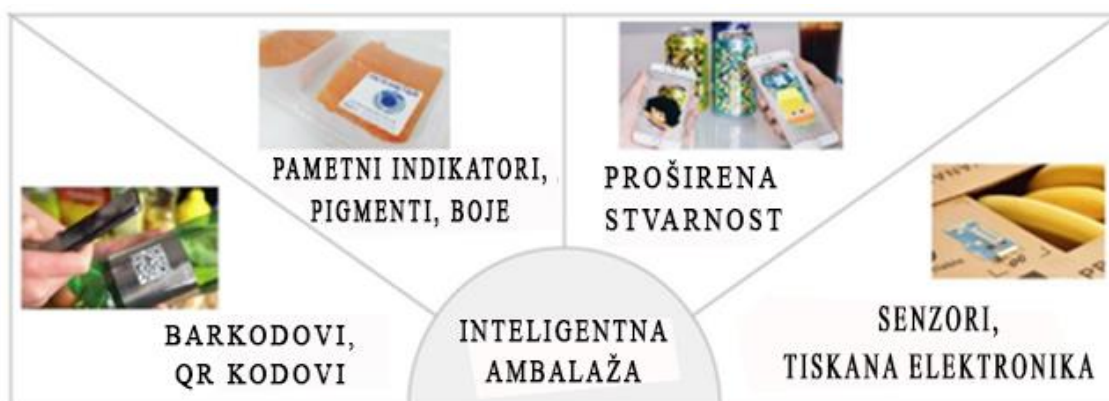 PAMETNI INDIKATORI,
PIGMENTI, BOJE
PROŠIRENA
STVARNOST
BARKODOVI,
QR KODOVI
INTELIGENTNA
AMBALAŽA
SENZORI,
TISKANA ELEKTRONIKA